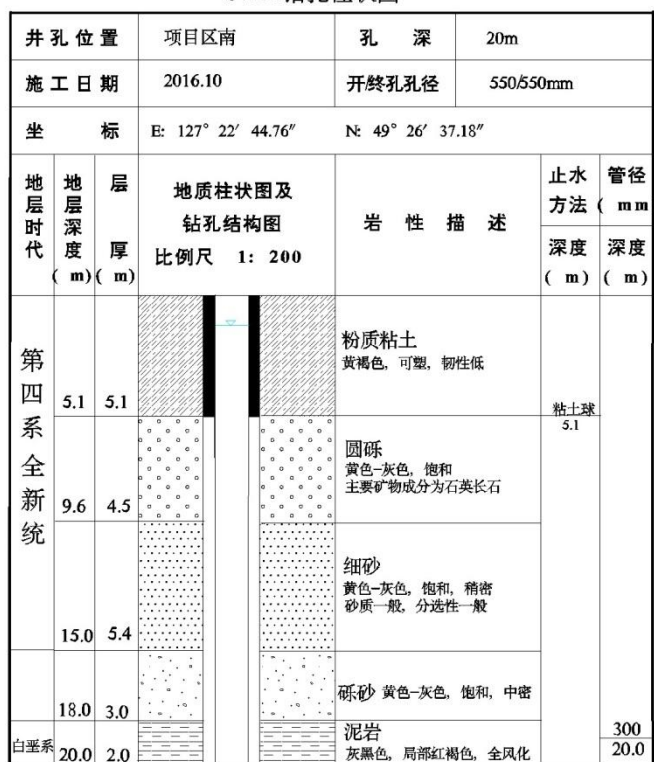 井孔位置 项目区南 孔 深 20m
施工日期 2016.10 开/终孔孔径 550/550mm
坐 标 E: 127° 22′ 44.76″ N: 49° 26′ 37.18″
地层时代 地层深度( m) 层厚( m) 地质柱状图及钻孔结构图 比例尺 1: 200 岩 性 描 述 止水方法 深度( m) 管径( mm 深度( m)
第四系全新统
粉质粘土
黄褐色, 可塑, 韧性低
5.1 5.1
粘土球
5.1
圆砾
黄色-灰色, 饱和
主要矿物成分为石英长石
9.6 4.5
细砂
黄色-灰色, 饱和, 稍密
砂质一般, 分选性一般
15.0 5.4
砾砂 黄色-灰色, 饱和, 中密
18.0 3.0
泥岩
白垩系 20.0 2.0 灰黑色, 局部红褐色, 全风化
300
20.0